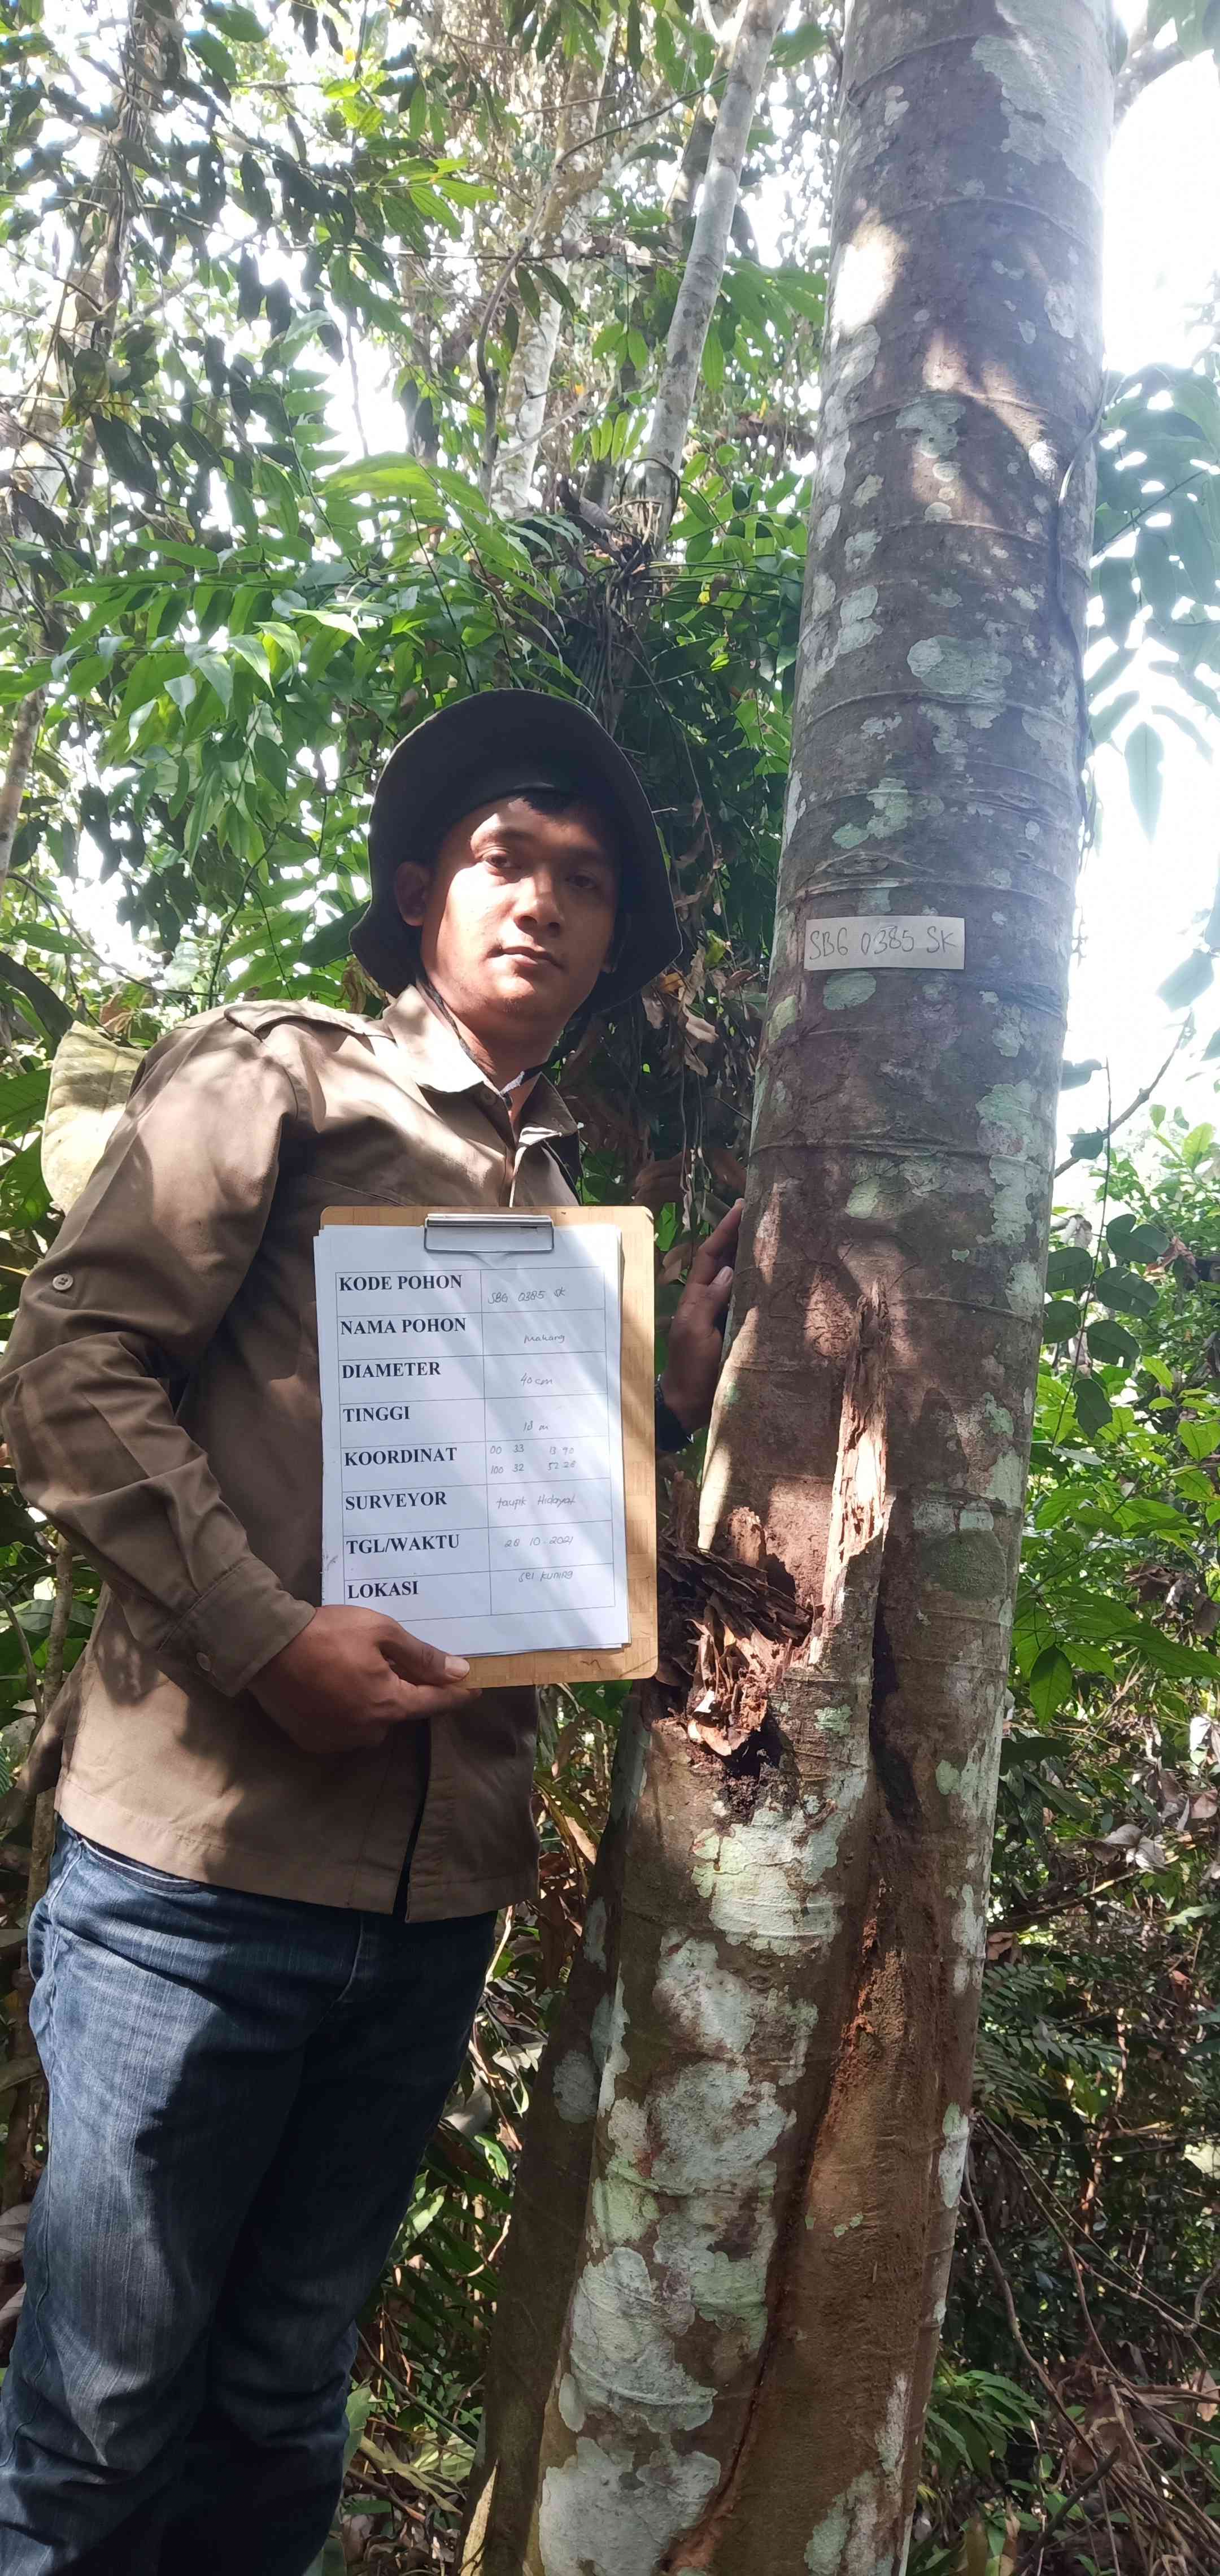 SBG 0385 SK
KODE POHON SBG 0385 SK
NAMA POHON Makang
DIAMETER 40 cm
TINGGI 18 m
KOORDINAT 00 33 13 90
100 32 52 28
SURVEYOR taupik Hidayat
TGL/WAKTU 20 10-2021
LOKASI sei kuning